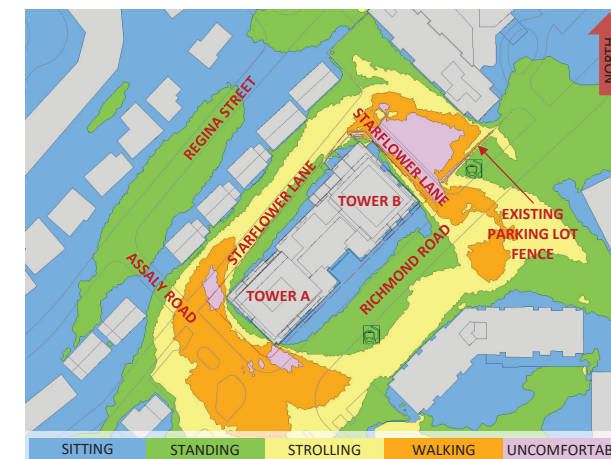 NORTH
REGINA STREET
STARFLOWER LANE
STARFLOWER LANE
TOWER B
EXISTING
PARKING LOT
FENCE
RICHMOND ROAD
ASSALY ROAD
TOWER A
SITTING
STANDING
STROLLING
WALKING
UNCOMFORTAB